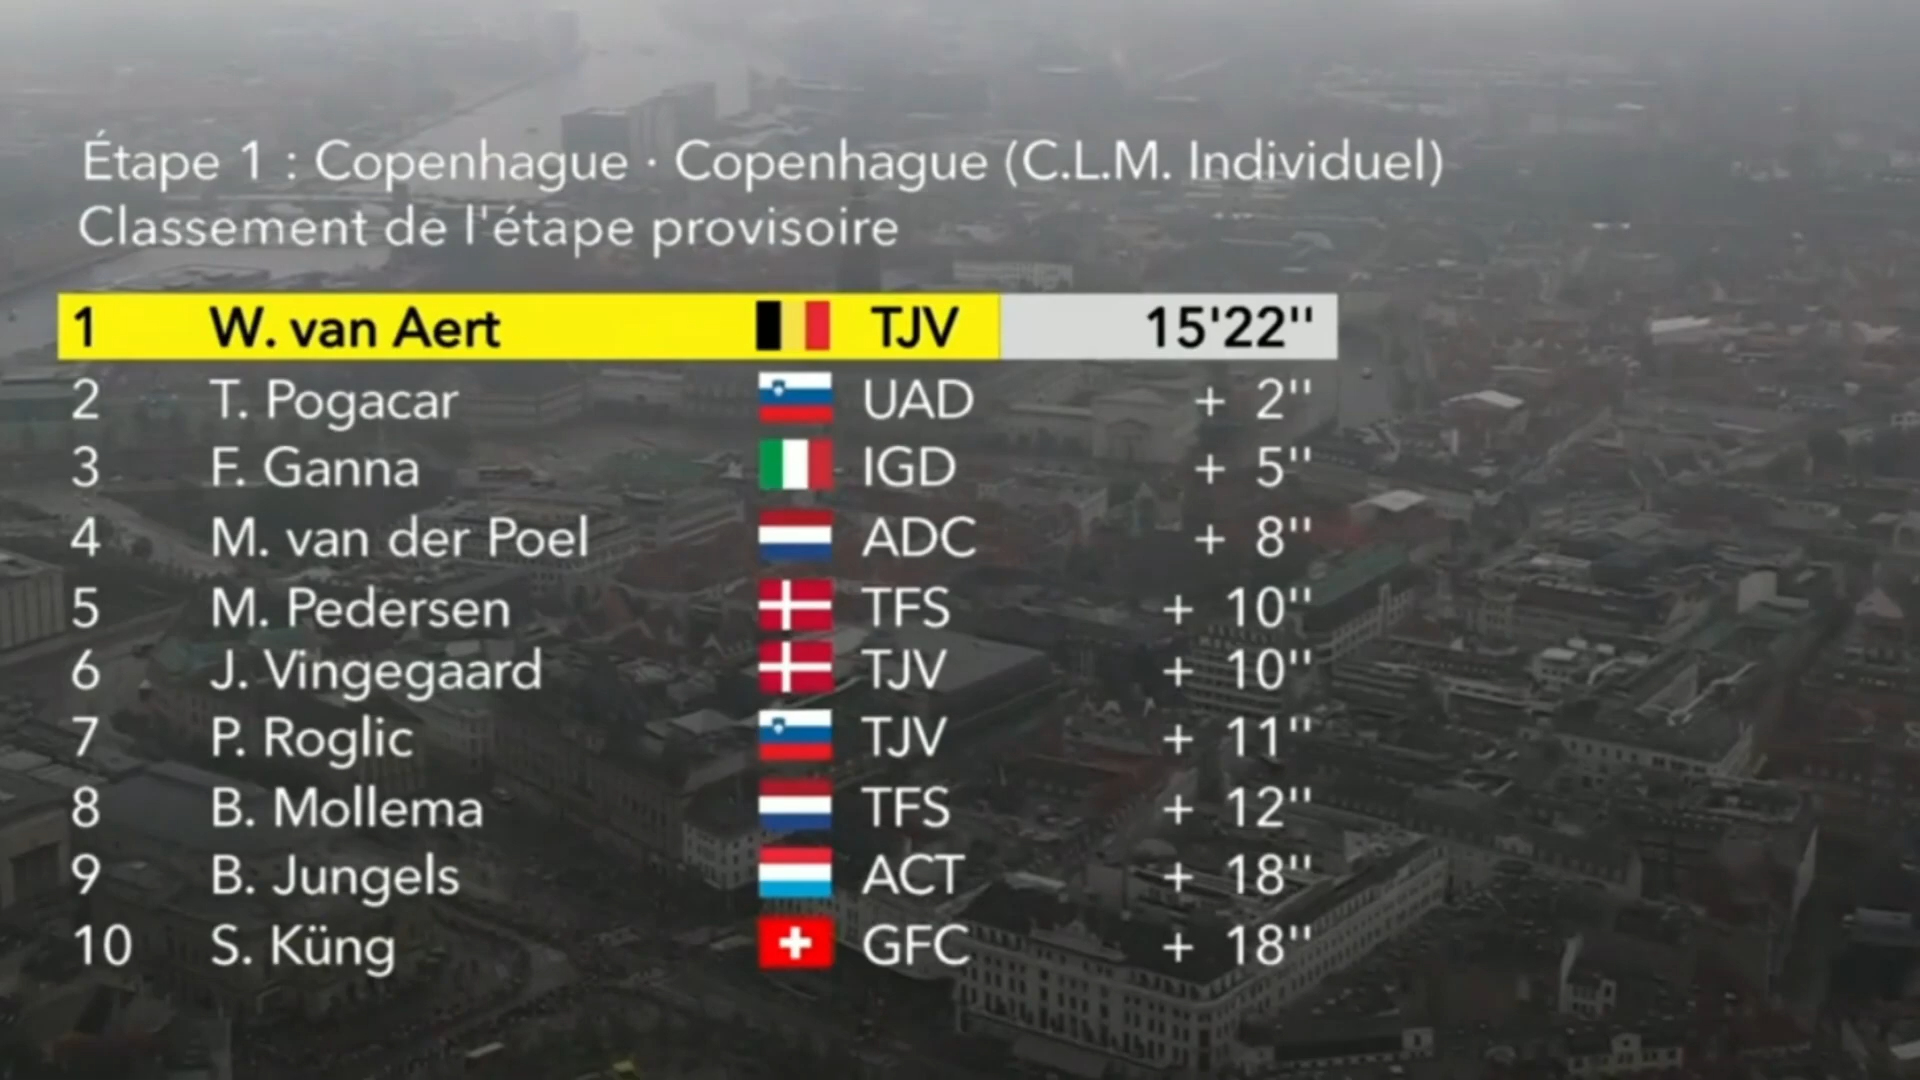 Étape 1 : Copenhague · Copenhague (C.L.M. Individuel)
Classement de l'étape provisoire
1 W. van Aert TJV 15'22''
2 T. Pogacar UAD + 2''
3 F. Ganna IGD + 5''
4 M. van der Poel ADC + 8''
5 M. Pedersen TFS + 10''
6 J. Vingegaard TJV + 10''
7 P. Roglic TJV + 11''
8 B. Mollema TFS + 12''
9 B. Jungels ACT + 18''
10 S. Küng GFC + 18''